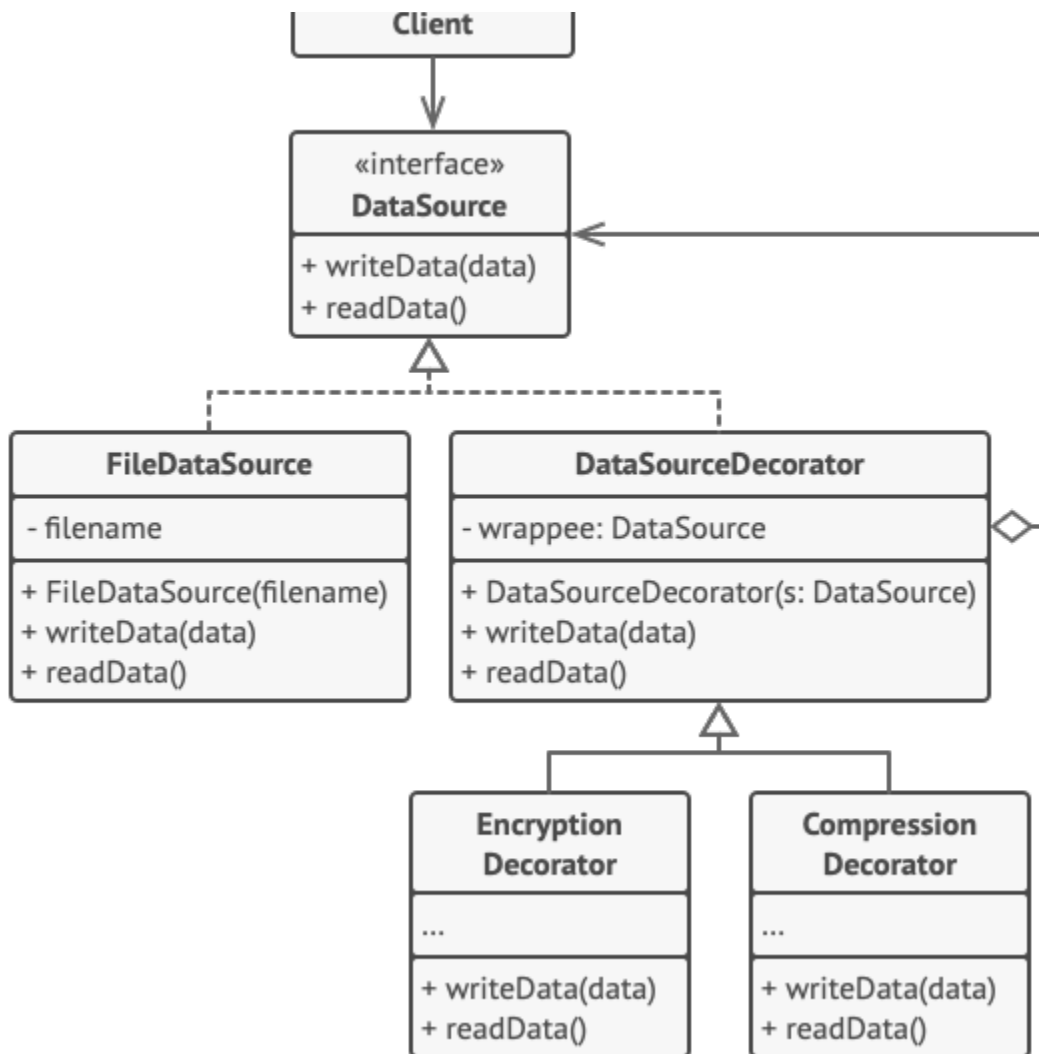 Client
«interface»
DataSource
+ writeData(data)
+ readData()
FileDataSource
- filename
+ FileDataSource(filename)
+ writeData(data)
+ readData()
DataSourceDecorator
- wrappee: DataSource
+ DataSourceDecorator(s: DataSource)
+ writeData(data)
+ readData()
Encryption
Decorator
...
+ writeData(data)
+ readData()
Compression
Decorator
...
+ writeData(data)
+ readData()